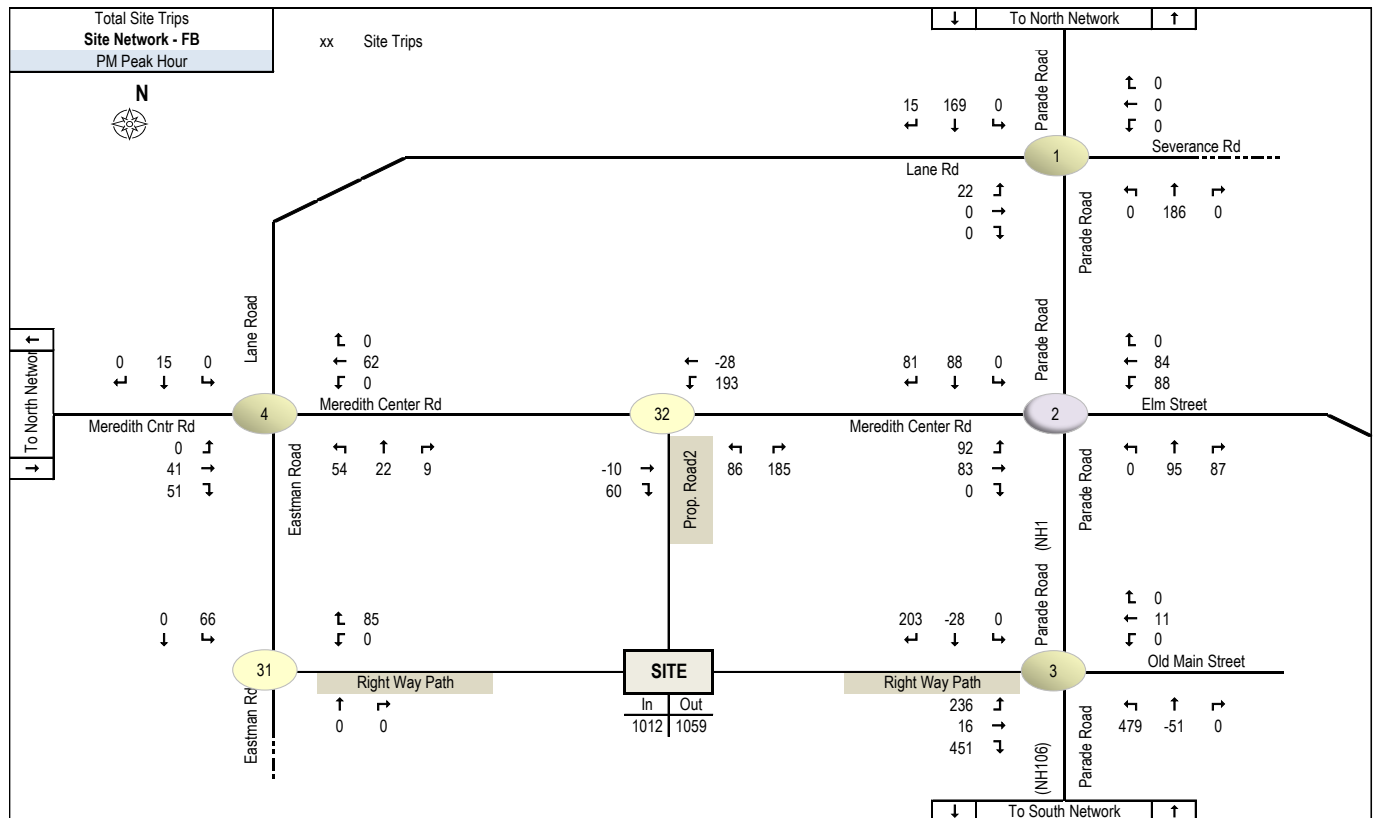 Total Site Trips
Site Network - FB
PM Peak Hour
xx Site Trips
N
↓ To North Network ↑
Parade Road
15 169 0
↵ ↓ ↳
↑ 0
← 0
↓ 0
1
Severance Rd
Lane Rd
22 ↑
0 →
0 ↓
↰ ↑ ↱
0 186 0
Parade Road
Lane Road
Parade Road
← To North Networ →
0 15 0
↵ ↓ ↳
↑ 0
← 62
↓ 0
← -28
↓ 193
81 88 0
↵ ↓ ↳
↑ 0
← 84
↓ 88
4
Meredith Center Rd
32
2
Elm Street
Meredith Cntr Rd
Meredith Center Rd
0 ↑
41 →
51 ↓
↰ ↑ ↱
54 22 9
Eastman Road
-10 →
60 ↓
Prop. Road2
↰ ↱
86 185
92 ↑
83 →
0 ↓
↰ ↑ ↱
0 95 87
Parade Road
Parade Road (NH1
0 66
↓ ↳
↑ 85
↓ 0
203 -28 0
↵ ↓ ↳
↑ 0
← 11
↓ 0
31
SITE
3
Old Main Street
Right Way Path
Right Way Path
Eastman Rd
↑ ↱
0 0
In Out
1012 1059
236 ↑
16 →
451 ↓
(NH106)
↰ ↑ ↱
479 -51 0
Parade Road
↓ To South Network ↑